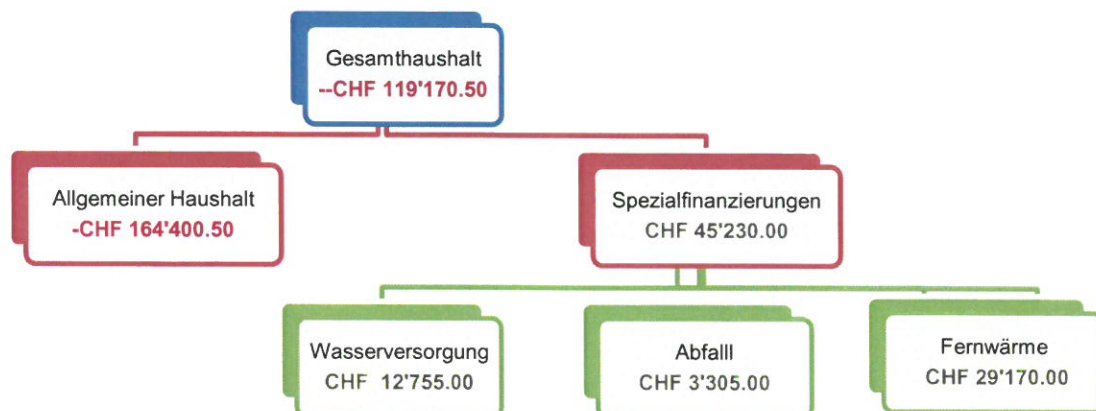 Gesamthaushalt
--CHF 119'170.50
Allgemeiner Haushalt
-CHF 164'400.50
Spezialfinanzierungen
CHF 45'230.00
Wasserversorgung
CHF  12'755.00
Abfalll
CHF 3'305.00
Fernwärme
CHF 29'170.00